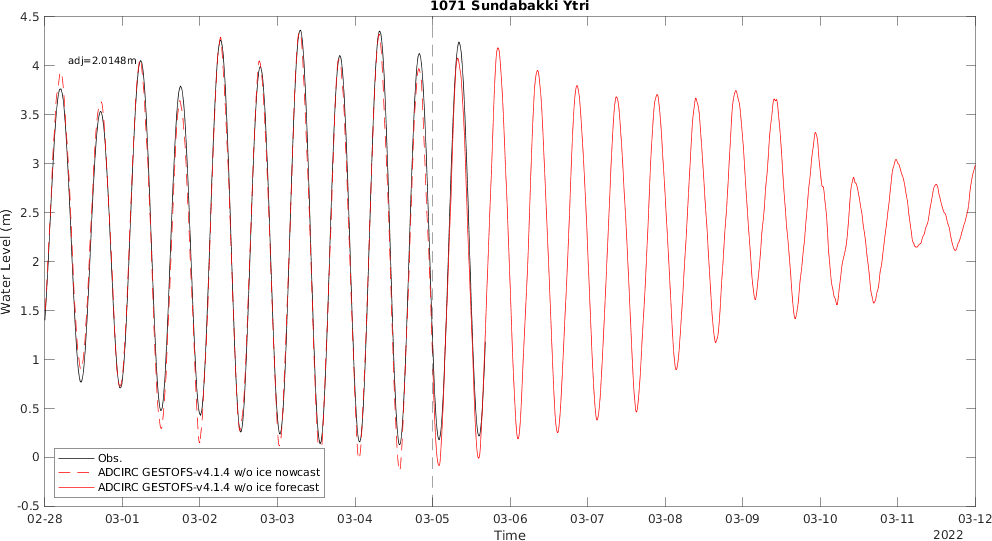 1071 Sundabakki Ytri
adj=2.0148m
Water Level (m)
4.5
4
3.5
3
2.5
2
1.5
1
0.5
0
-0.5
Obs.
ADCIRC GESTOFS-v4.1.4 w/o ice nowcast
ADCIRC GESTOFS-v4.1.4 w/o ice forecast
02-28 03-01 03-02 03-03 03-04 03-05 03-06 03-07 03-08 03-09 03-10 03-11 03-12
Time
2022